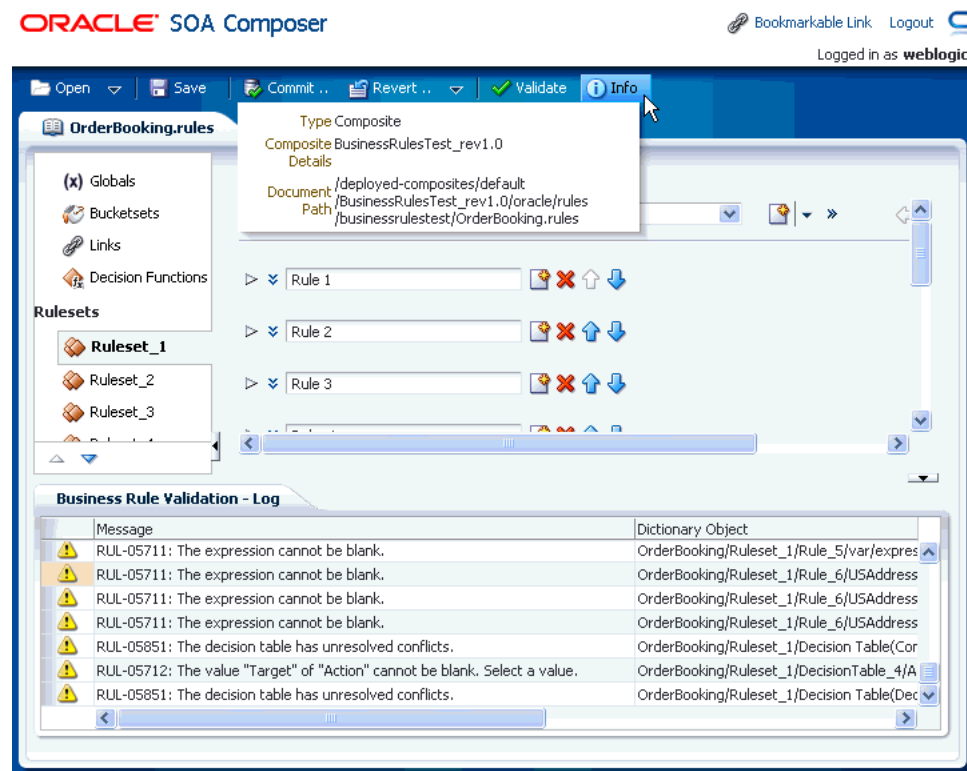 ORACLE SOA Composer
Bookmarkable Link Logout
Logged in as weblogic
Open Save Commit .. Revert .. Validate Info
OrderBooking.rules
Type Composite
Composite Details BusinessRulesTest_rev1.0
Document Path /deployed-composites/default
/BusinessRulesTest_rev1.0/oracle/rules
/businessrulestest/OrderBooking.rules
(x) Globals
Bucketsets
Links
Decision Functions
Rulesets
Ruleset_1
Ruleset_2
Ruleset_3
Rule 1
Rule 2
Rule 3
Business Rule Validation - Log
Message Dictionary Object
RUL-05711: The expression cannot be blank. OrderBooking/Ruleset_1/Rule_5/var/expres
RUL-05711: The expression cannot be blank. OrderBooking/Ruleset_1/Rule_6/USAddress
RUL-05711: The expression cannot be blank. OrderBooking/Ruleset_1/Rule_6/USAddress
RUL-05711: The expression cannot be blank. OrderBooking/Ruleset_1/Rule_6/USAddress
RUL-05851: The decision table has unresolved conflicts. OrderBooking/Ruleset_1/Decision Table(Cor
RUL-05712: The value "Target" of "Action" cannot be blank. Select a value. OrderBooking/Ruleset_1/DecisionTable_4/A
RUL-05851: The decision table has unresolved conflicts. OrderBooking/Ruleset_1/Decision Table(Dec